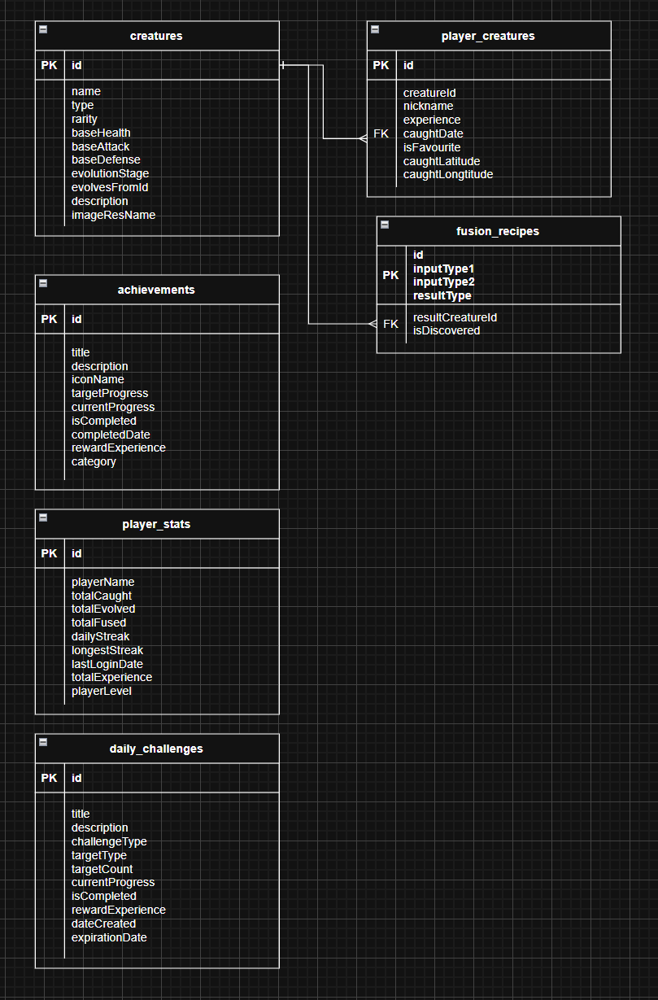 creatures
PK id
name
type
rarity
baseHealth
baseAttack
baseDefense
evolutionStage
evolvesFromId
description
imageResName
player_creatures
PK id
creatureId
nickname
experience
FK caughtDate
isFavourite
caughtLatitude
caughtLongtitude
fusion_recipes
id
inputType1
PK
inputType2
resultType
resultCreatureId
FK
isDiscovered
achievements
PK id
title
description
iconName
targetProgress
currentProgress
isCompleted
completedDate
rewardExperience
category
player_stats
PK id
playerName
totalCaught
totalEvolved
totalFused
dailyStreak
longestStreak
lastLoginDate
totalExperience
playerLevel
daily_challenges
PK id
title
description
challengeType
targetType
targetCount
currentProgress
isCompleted
rewardExperience
dateCreated
expirationDate